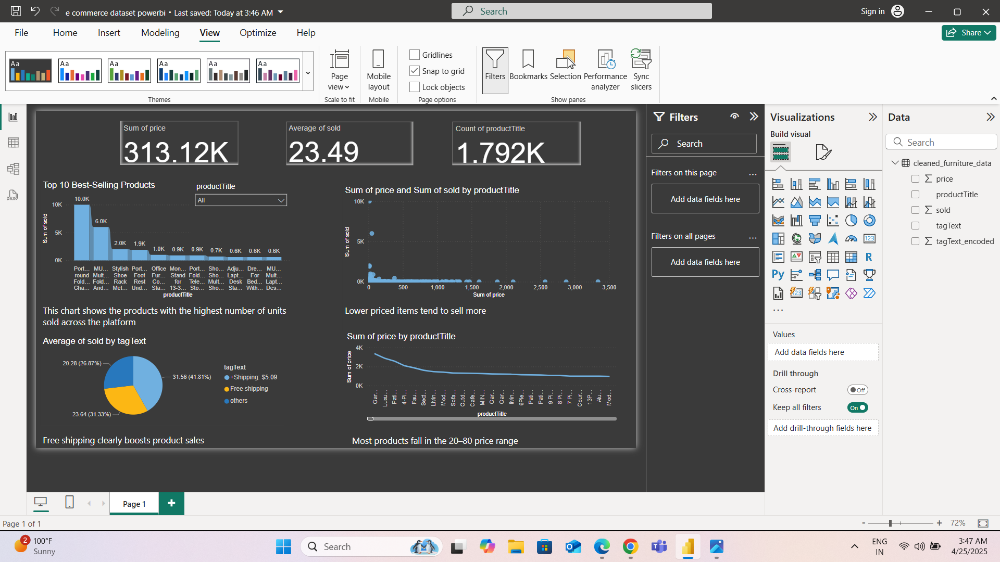 e commerce dataset powerbi • Last saved: Today at 3:46 AM
Search
Sign in
File
Home
Insert
Modeling
View
Optimize
Help
Share
Aa
Aa
Aa
Aa
Aa
Aa
Themes
Page view
Scale to fit
Mobile layout
Mobile
Gridlines
Snap to grid
Lock objects
Page options
Filters
Bookmarks
Selection
Performance analyzer
Sync slicers
Show panes
Sum of price
313.12K
Average of sold
23.49
Count of productTitle
1.792K
Top 10 Best-Selling Products
productTitle
All
Sum of sold
10K
5K
0K
10.0K
6.0K
2.0K
1.9K
1.0K
0.9K
0.9K
0.7K
0.6K
0.6K
0.6K
Port... round Fold... Cha...
MU... Mult... Fold... And...
Stylish Shoe Rack Met...
Port... Foot Rest Und...
Office Fur... Co... Sta...
Mon... Stand for 13-3...
Port... Fold... Tele... Sto...
Sho... Sho... Mult... Sho...
Adju... Lapt... Desk Sta...
Dre... For Bed... With...
MU... Mult... Lapt... Des...
productTitle
This chart shows the products with the highest number of units
sold across the platform
Sum of price and Sum of sold by productTitle
Sum of sold
10K
5K
0K
0
500
1,000
1,500
2,000
2,500
3,000
3,500
Sum of price
Lower priced items tend to sell more
Average of sold by tagText
20.28 (26.87%)
31.56 (41.81%)
23.64 (31.33%)
tagText
+Shipping: $5.09
Free shipping
others
Free shipping clearly boosts product sales
Sum of price by productTitle
Sum of price
4K
2K
0K
Gar...
Luxu...
Pati...
4-Pi...
Fau...
Sect...
Livin...
Mod...
Sofa...
Outd...
Cafe...
MIN...
Gar...
Gar...
livin...
6Pie...
Pati...
Pati...
9 Pi...
8 Pi...
7 Pi...
Cour...
13P...
Alu...
Mod...
productTitle
Most products fall in the 20–80 price range
Filters
Search
Filters on this page
...
Add data fields here
Filters on all pages
...
Add data fields here
Visualizations
Build visual
123
R
Py
123
...
Values
Add data fields here
Drill through
Cross-report
Off
Keep all filters
On
Add drill-through fields here
Data
Search
cleaned_furniture_data
price
productTitle
sold
tagText
tagText_encoded
DAX
Page 1
+
Page 1 of 1
-
+
72%
2
100°F
Sunny
Search
ENG
IN
3:47 AM
4/25/2025